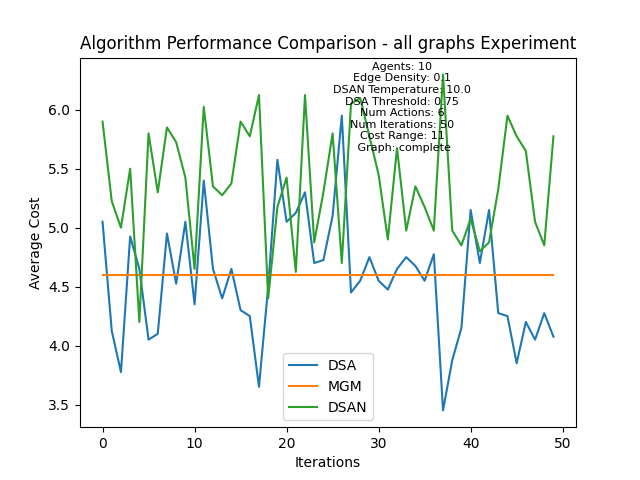 Algorithm Performance Comparison - all graphs Experiment
Agents: 10
Edge Density: 0.1
DSAN Temperature: 10.0
DSA Threshold: 0.75
Num Actions: 6
Num Iterations: 50
Cost Range: 11
Graph: complete
Average Cost
6.0
5.5
5.0
4.5
4.0
3.5
DSA
MGM
DSAN
0 10 20 30 40 50
Iterations